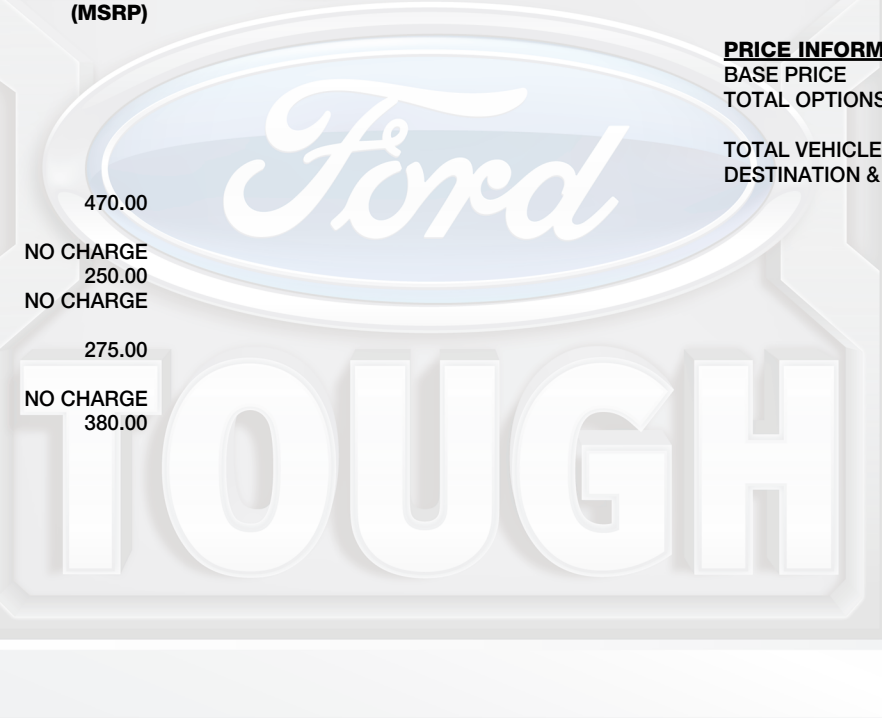 (MSRP)
470.00
NO CHARGE
250.00
NO CHARGE
275.00
NO CHARGE
380.00
PRICE INFORM
BASE PRICE
TOTAL OPTIONS
TOTAL VEHICLE
DESTINATION &
Ford
TOUGH